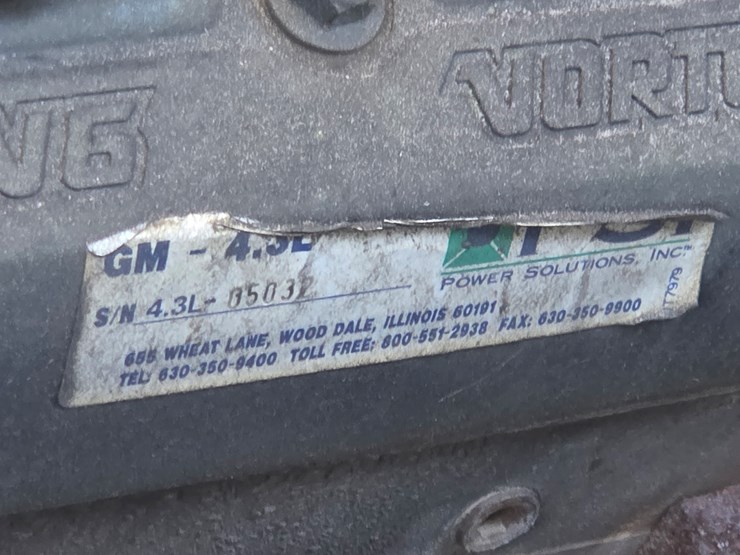 V6
VORT
GM - 4.3L
PSI
POWER SOLUTIONS, INC.™
S/N 4.3L-
655 WHEAT LANE, WOOD DALE, ILLINOIS 60191
TEL: 630-350-9400 TOLL FREE: 800-551-2938 FAX: 630-350-9900